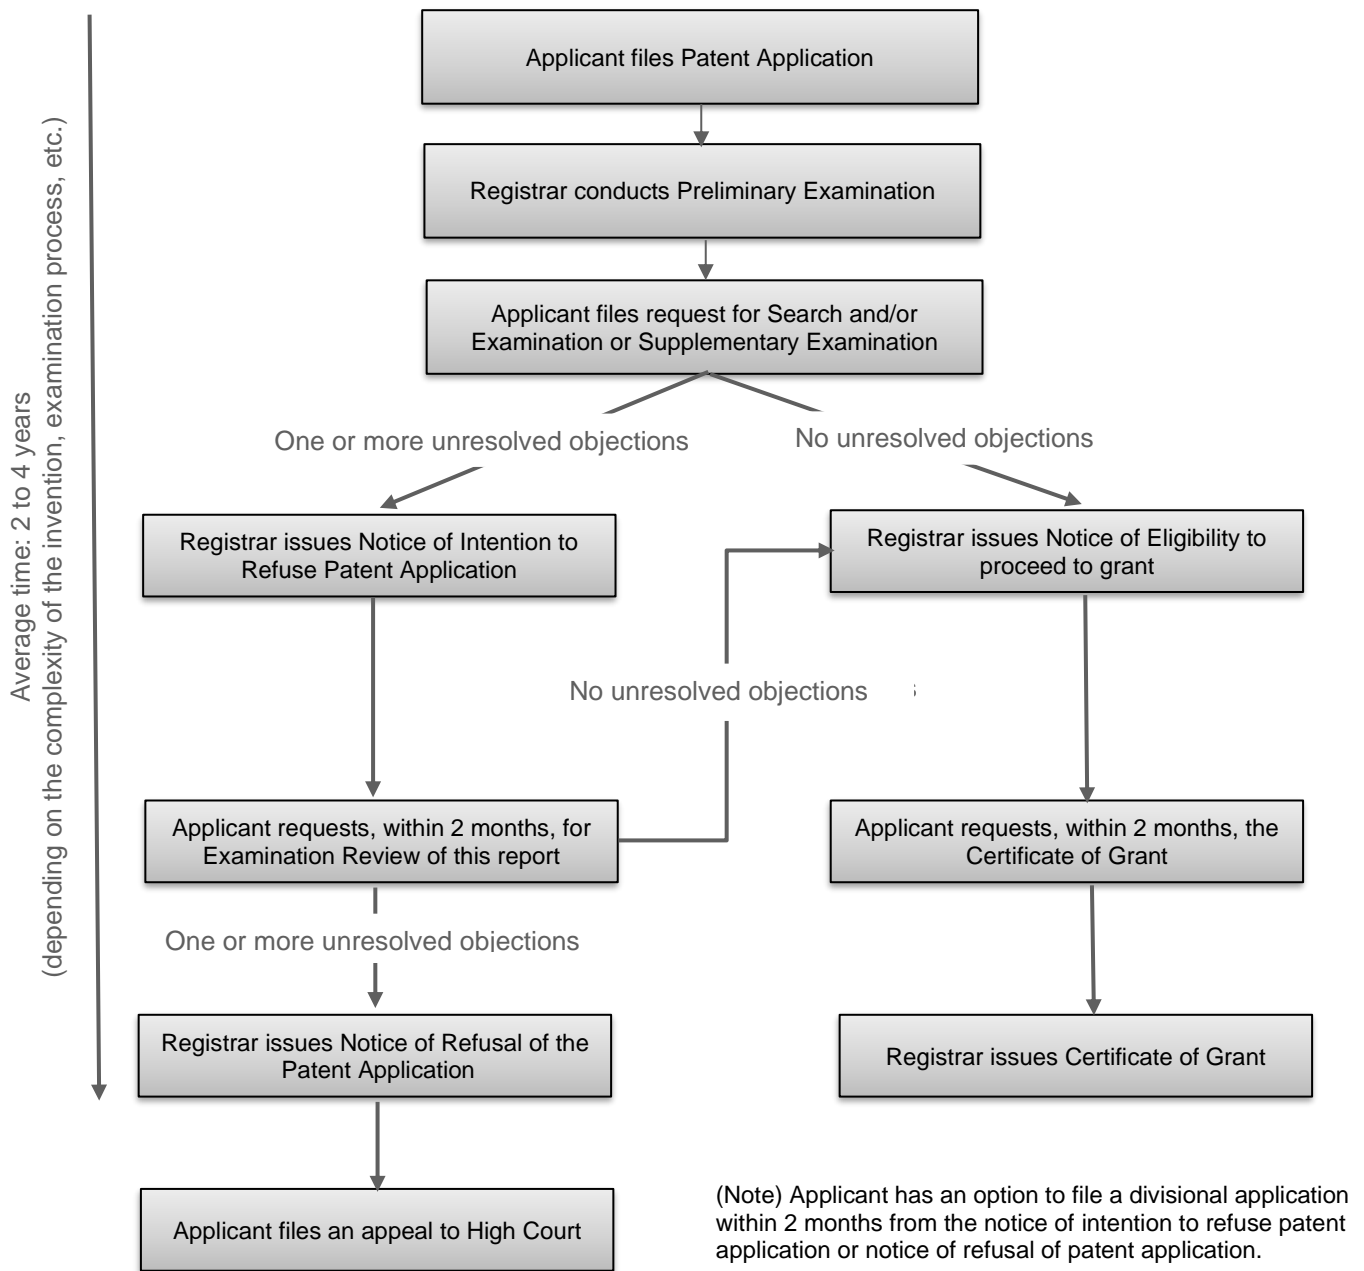 Applicant files Patent Application
Registrar conducts Preliminary Examination
Applicant files request for Search and/or
Examination or Supplementary Examination
One or more unresolved objections
No unresolved objections
Registrar issues Notice of Intention to
Refuse Patent Application
Registrar issues Notice of Eligibility to
proceed to grant
No unresolved objections
Applicant requests, within 2 months, for
Examination Review of this report
Applicant requests, within 2 months, the
Certificate of Grant
One or more unresolved objections
Registrar issues Notice of Refusal of the
Patent Application
Registrar issues Certificate of Grant
Applicant files an appeal to High Court
(Note) Applicant has an option to file a divisional application
within 2 months from the notice of intention to refuse patent
application or notice of refusal of patent application.
Average time: 2 to 4 years
(depending on the complexity of the invention, examination process, etc.)